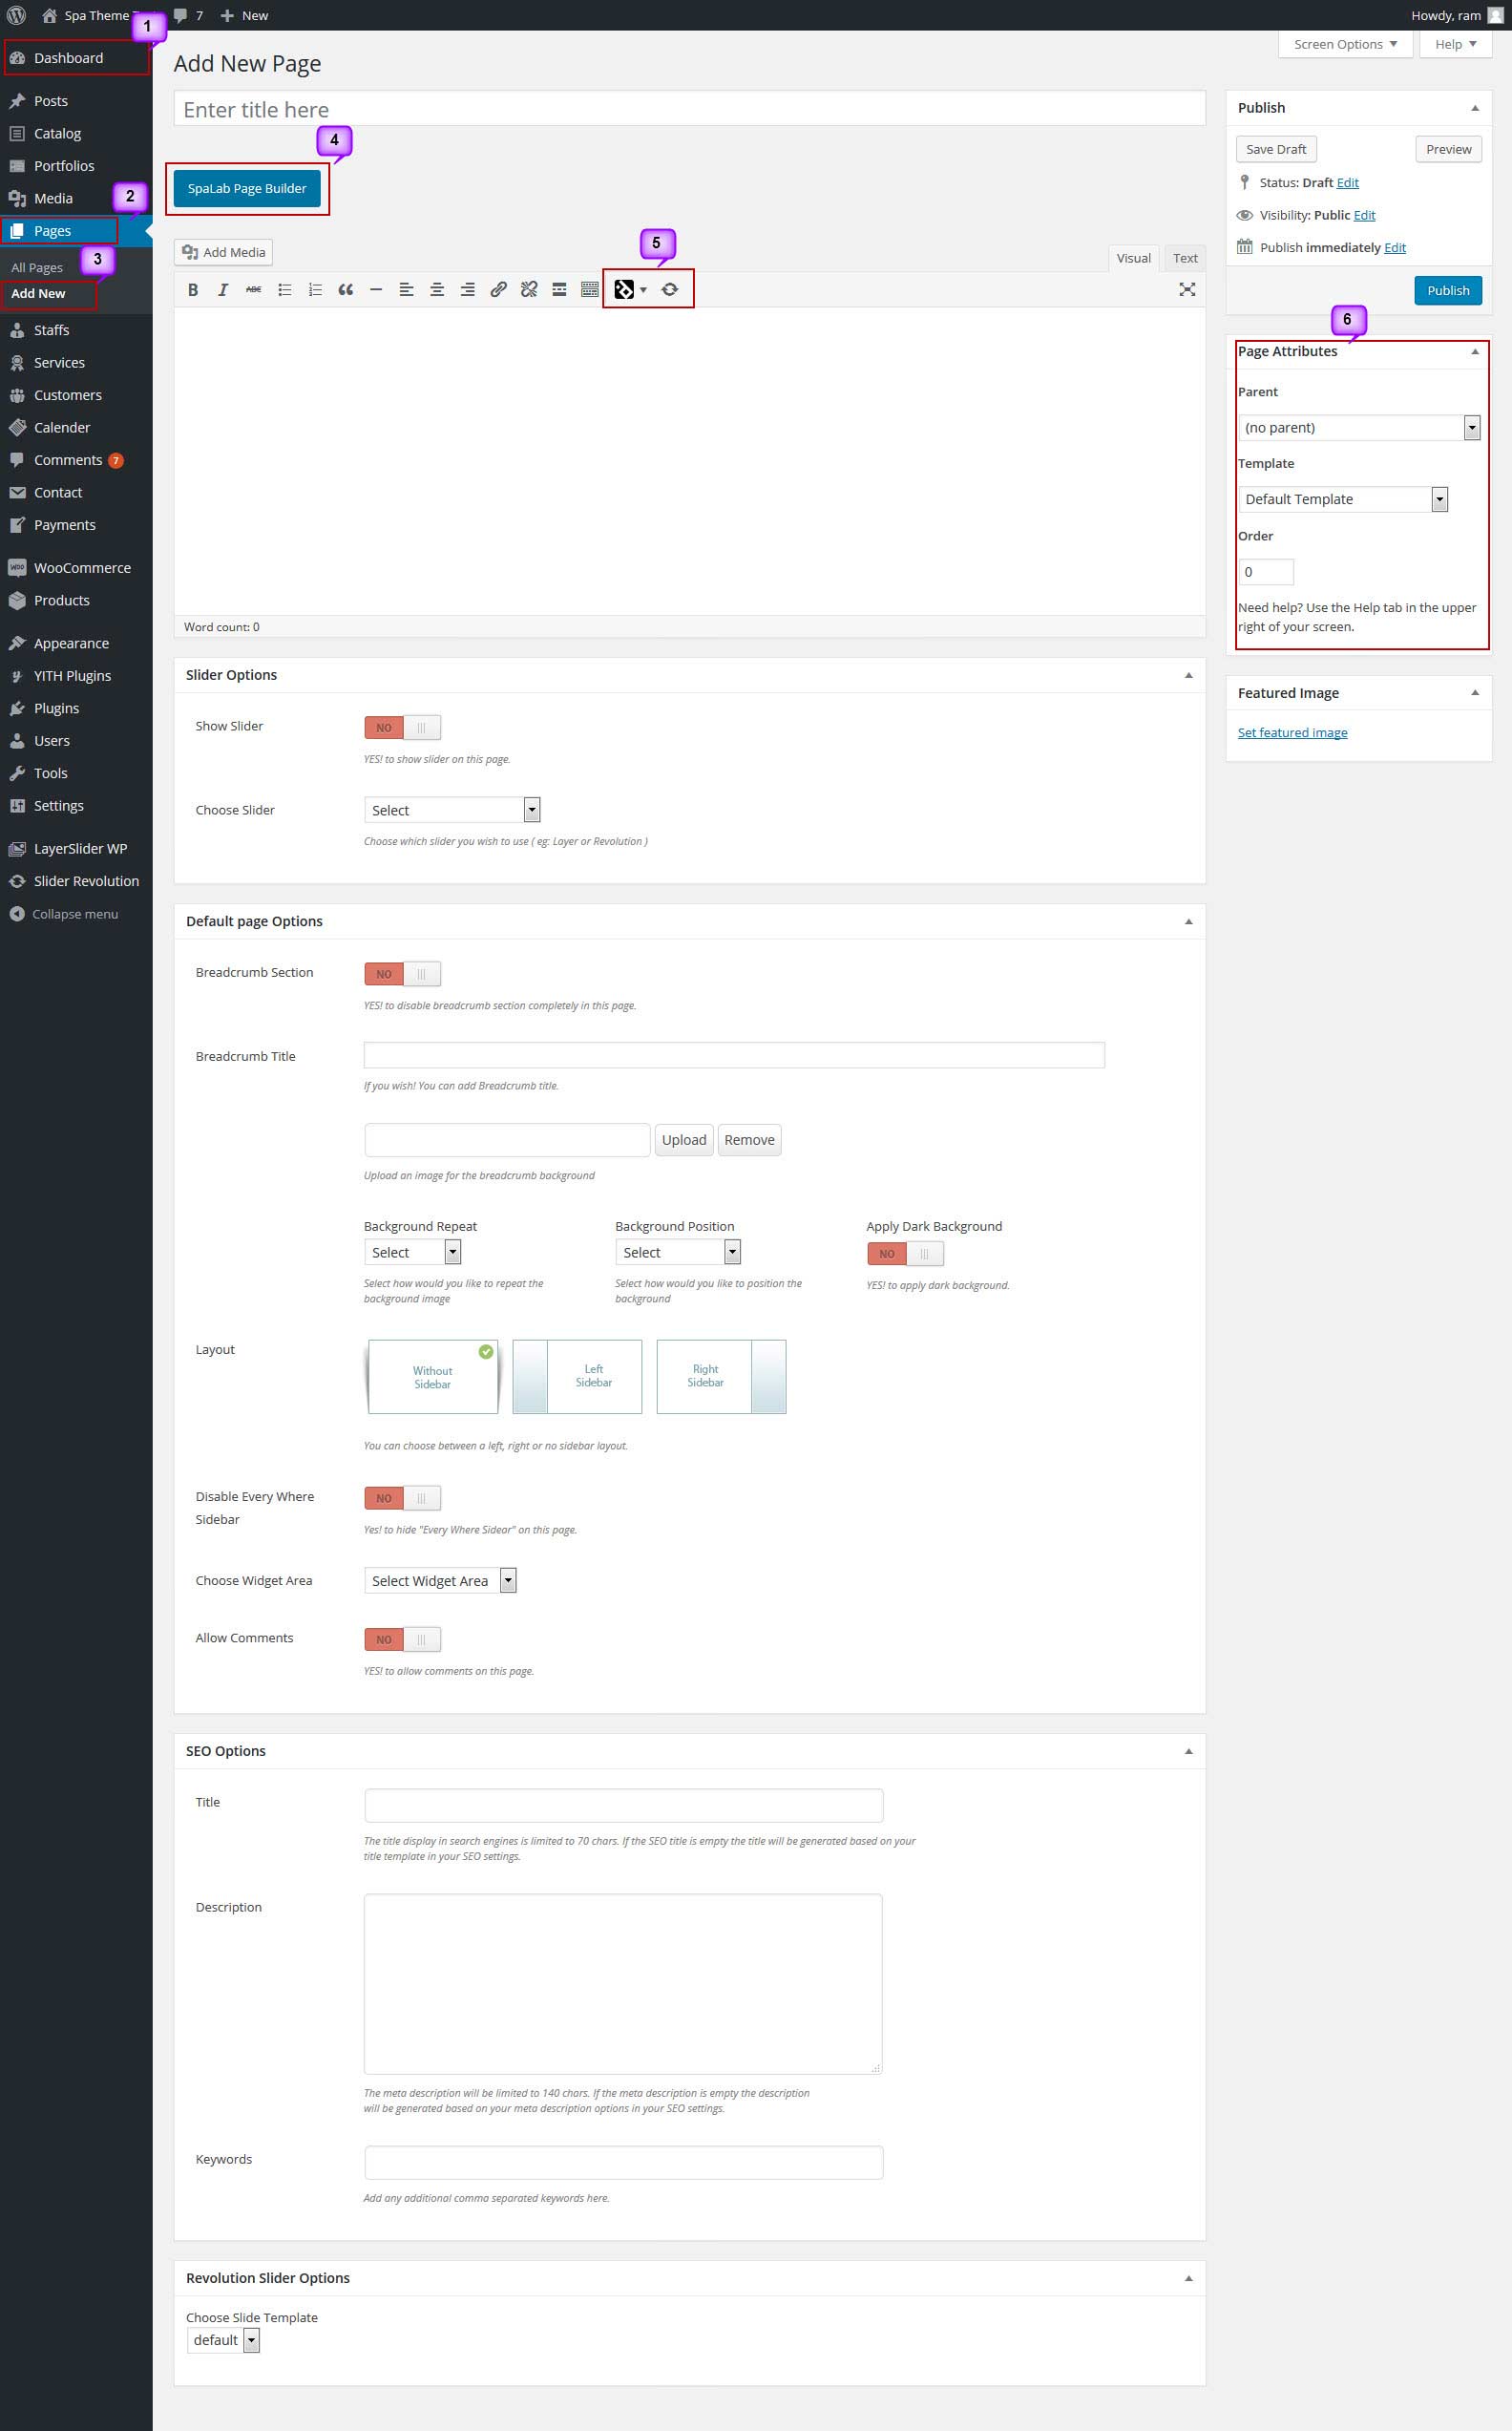 Spa Theme
7
New
Howdy, ram
1
Dashboard
Posts
Catalog
Portfolios
Media
2
Pages
All Pages
3
Add New
Staffs
Services
Customers
Calender
Comments 7
Contact
Payments
WooCommerce
Products
Appearance
YITH Plugins
Plugins
Users
Tools
Settings
LayerSlider WP
Slider Revolution
Collapse menu
Screen Options
Help
Add New Page
Enter title here
4
SpaLab Page Builder
Add Media
5
Visual
Text
B I ABC
Word count: 0
Slider Options
Show Slider
NO
YES! to show slider on this page.
Choose Slider
Select
Choose which slider you wish to use ( eg: Layer or Revolution )
Default page Options
Breadcrumb Section
NO
YES! to disable breadcrumb section completely in this page.
Breadcrumb Title
If you wish! You can add Breadcrumb title.
Upload
Remove
Upload an image for the breadcrumb background
Background Repeat
Select
Select how would you like to repeat the
background image
Background Position
Select
Select how would you like to position the
background
Apply Dark Background
NO
YES! to apply dark background.
Layout
Without
Sidebar
Left
Sidebar
Right
Sidebar
You can choose between a left, right or no sidebar layout.
Disable Every Where
Sidebar
NO
Yes! to hide "Every Where Sidear" on this page.
Choose Widget Area
Select Widget Area
Allow Comments
NO
YES! to allow comments on this page.
SEO Options
Title
The title display in search engines is limited to 70 chars. If the SEO title is empty the title will be generated based on your
title template in your SEO settings.
Description
The meta description will be limited to 140 chars. If the meta description is empty the description
will be generated based on your meta description options in your SEO settings.
Keywords
Add any additional comma separated keywords here.
Revolution Slider Options
Choose Slide Template
default
Publish
Save Draft
Preview
Status: Draft Edit
Visibility: Public Edit
Publish immediately Edit
Publish
6
Page Attributes
Parent
(no parent)
Template
Default Template
Order
0
Need help? Use the Help tab in the upper
right of your screen.
Featured Image
Set featured image